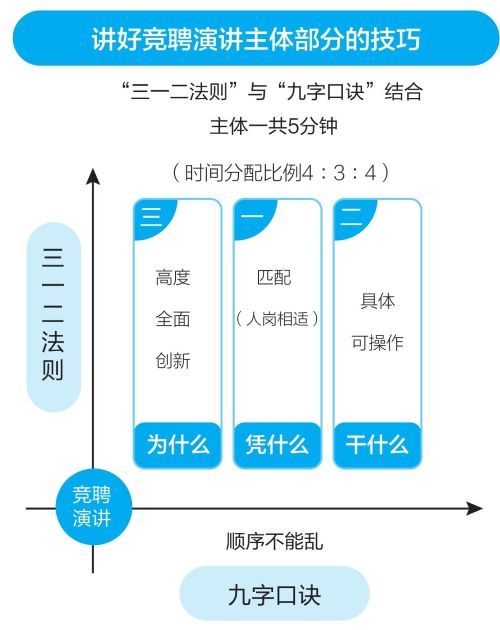 讲好竞聘演讲主体部分的技巧
“三一二法则”与“九字口诀”结合
主体一共5分钟
（时间分配比例4：3：4）
三一二法则
三
高度
全面
创新
为什么
一
匹配
（人岗相适）
凭什么
二
具体
可操作
干什么
竞聘
演讲
顺序不能乱
九字口诀